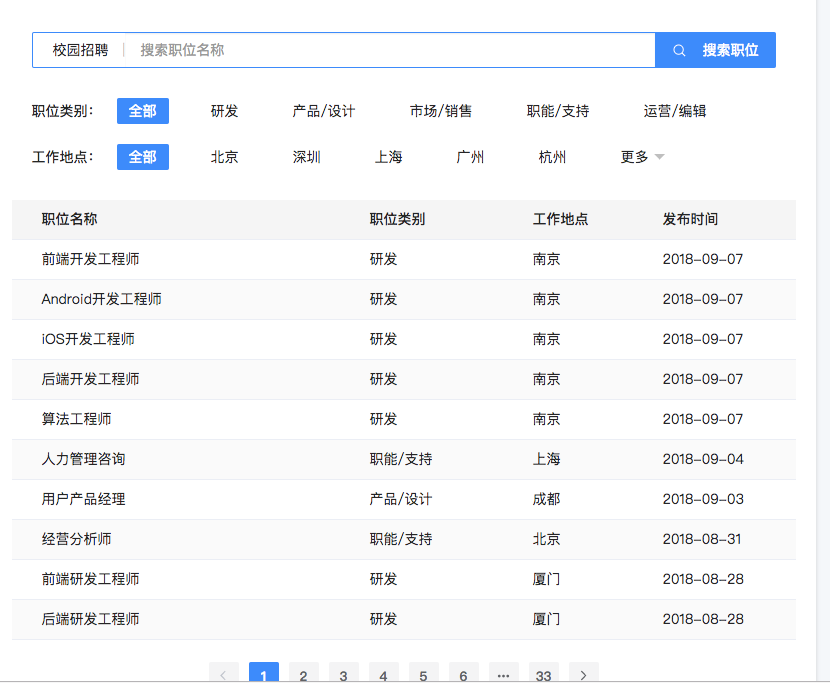 校园招聘 搜索职位名称 搜索职位
职位类别： 全部 研发 产品/设计 市场/销售 职能/支持 运营/编辑
工作地点： 全部 北京 深圳 上海 广州 杭州 更多
职位名称 职位类别 工作地点 发布时间
前端开发工程师 研发 南京 2018-09-07
Android开发工程师 研发 南京 2018-09-07
iOS开发工程师 研发 南京 2018-09-07
后端开发工程师 研发 南京 2018-09-07
算法工程师 研发 南京 2018-09-07
人力管理咨询 职能/支持 上海 2018-09-04
用户产品经理 产品/设计 成都 2018-09-03
经营分析师 职能/支持 北京 2018-08-31
前端研发工程师 研发 厦门 2018-08-28
后端研发工程师 研发 厦门 2018-08-28
< 1 2 3 4 5 6 ··· 33 >